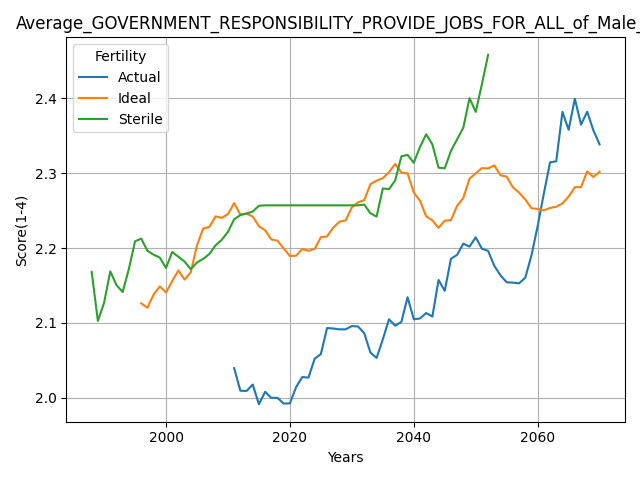 Average_GOVERNMENT_RESPONSIBILITY_PROVIDE_JOBS_FOR_ALL_of_Male_
Fertility
Actual
Ideal
Sterile
2.4
2.3
2.2
2.1
2.0
Score(1-4)
2000
2020
2040
2060
Years